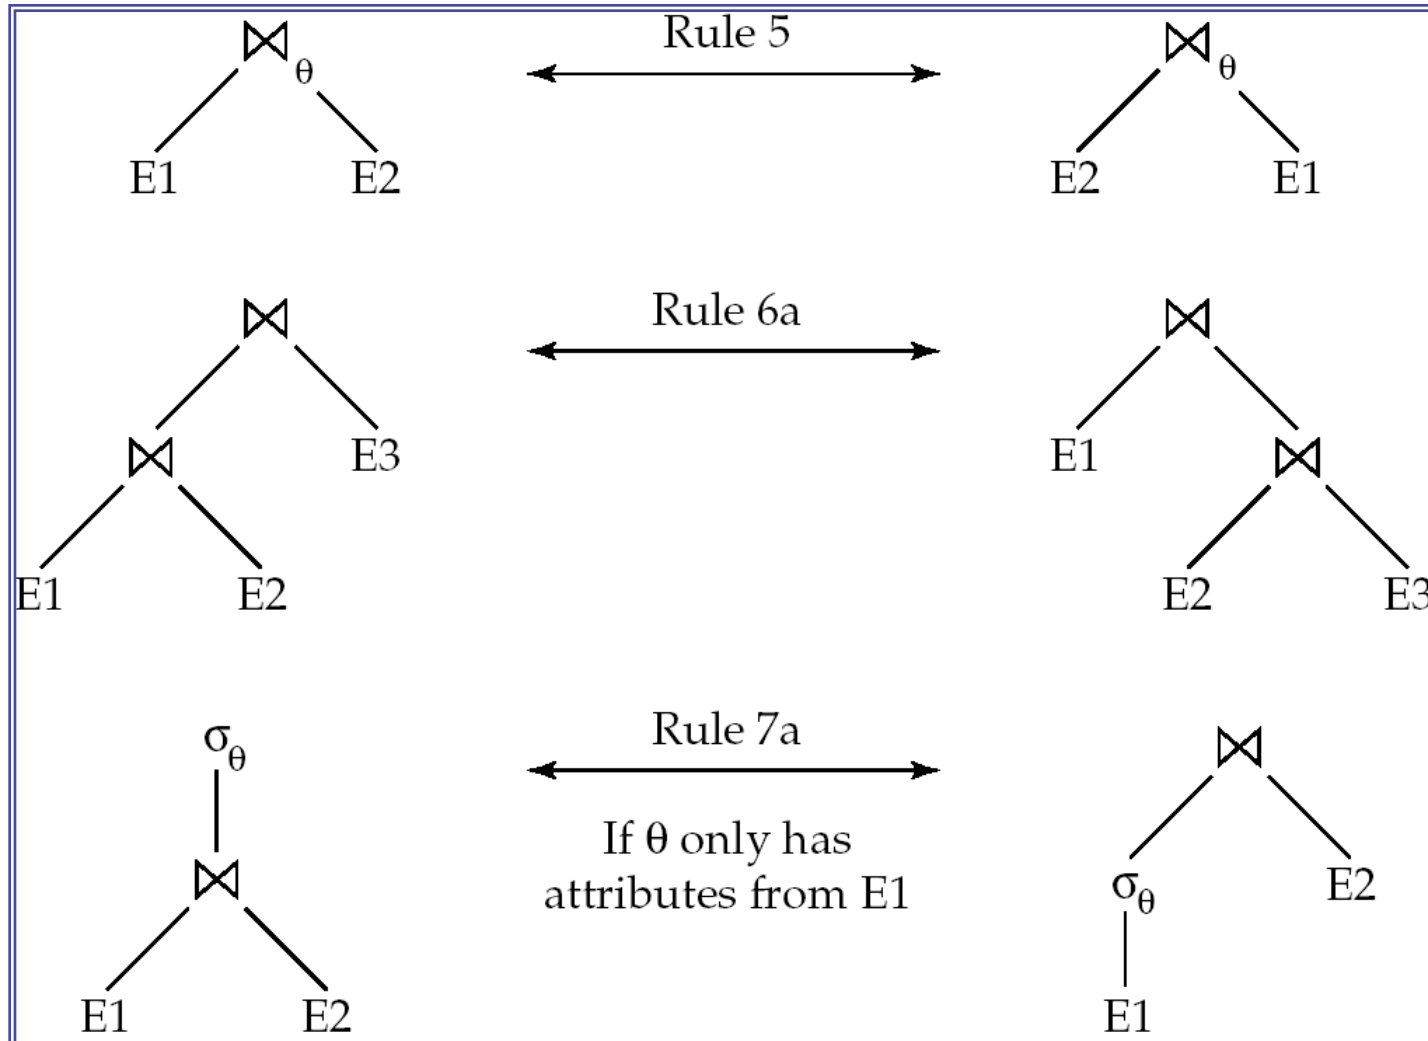 ⋈θ Rule 5 ⋈θ
E1 E2 E2 E1
⋈ Rule 6a ⋈
⋈ E3 E1 ⋈
E1 E2 E2 E3
σθ Rule 7a ⋈
If θ only has
attributes from E1
⋈ σθ E2
E1 E2 E1